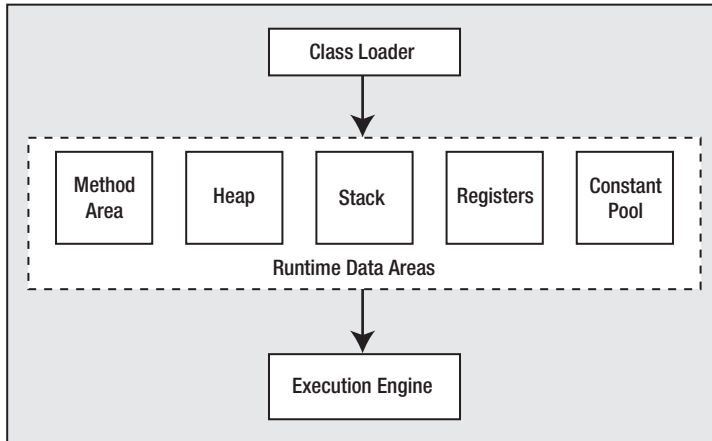 Class Loader
Method
Area
Heap
Stack
Registers
Constant
Pool
Runtime Data Areas
Execution Engine